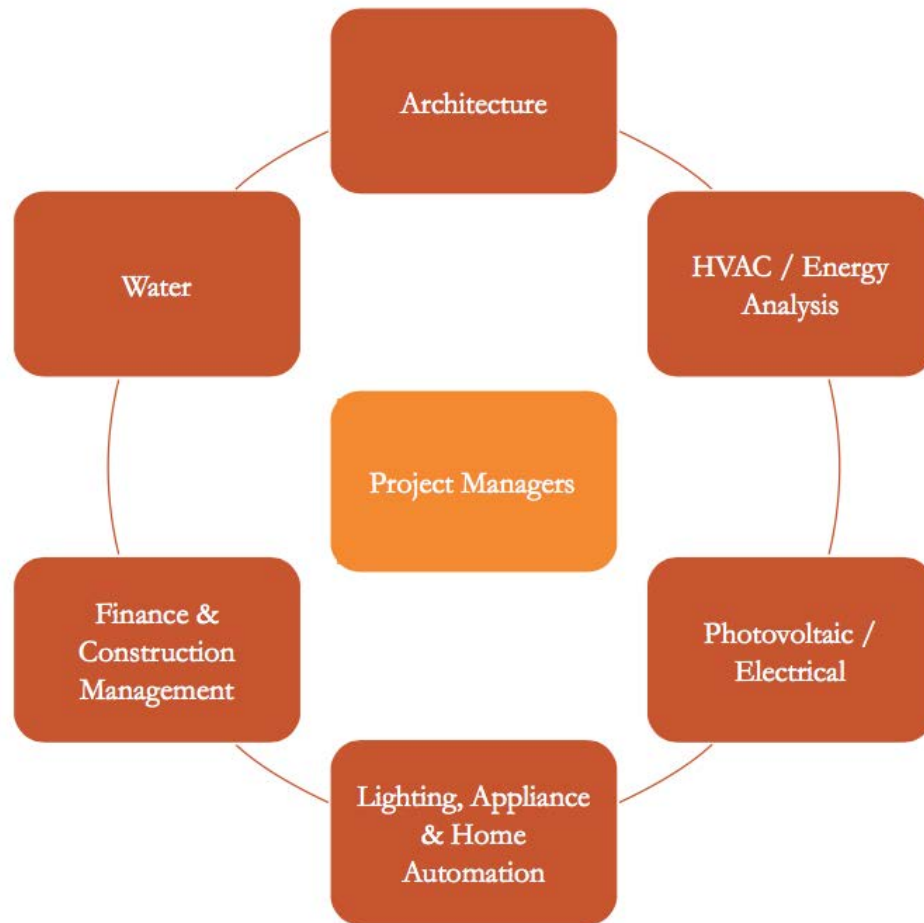 Architecture
HVAC / Energy
Analysis
Photovoltaic /
Electrical
Lighting, Appliance
& Home
Automation
Finance &
Construction
Management
Water
Project Managers